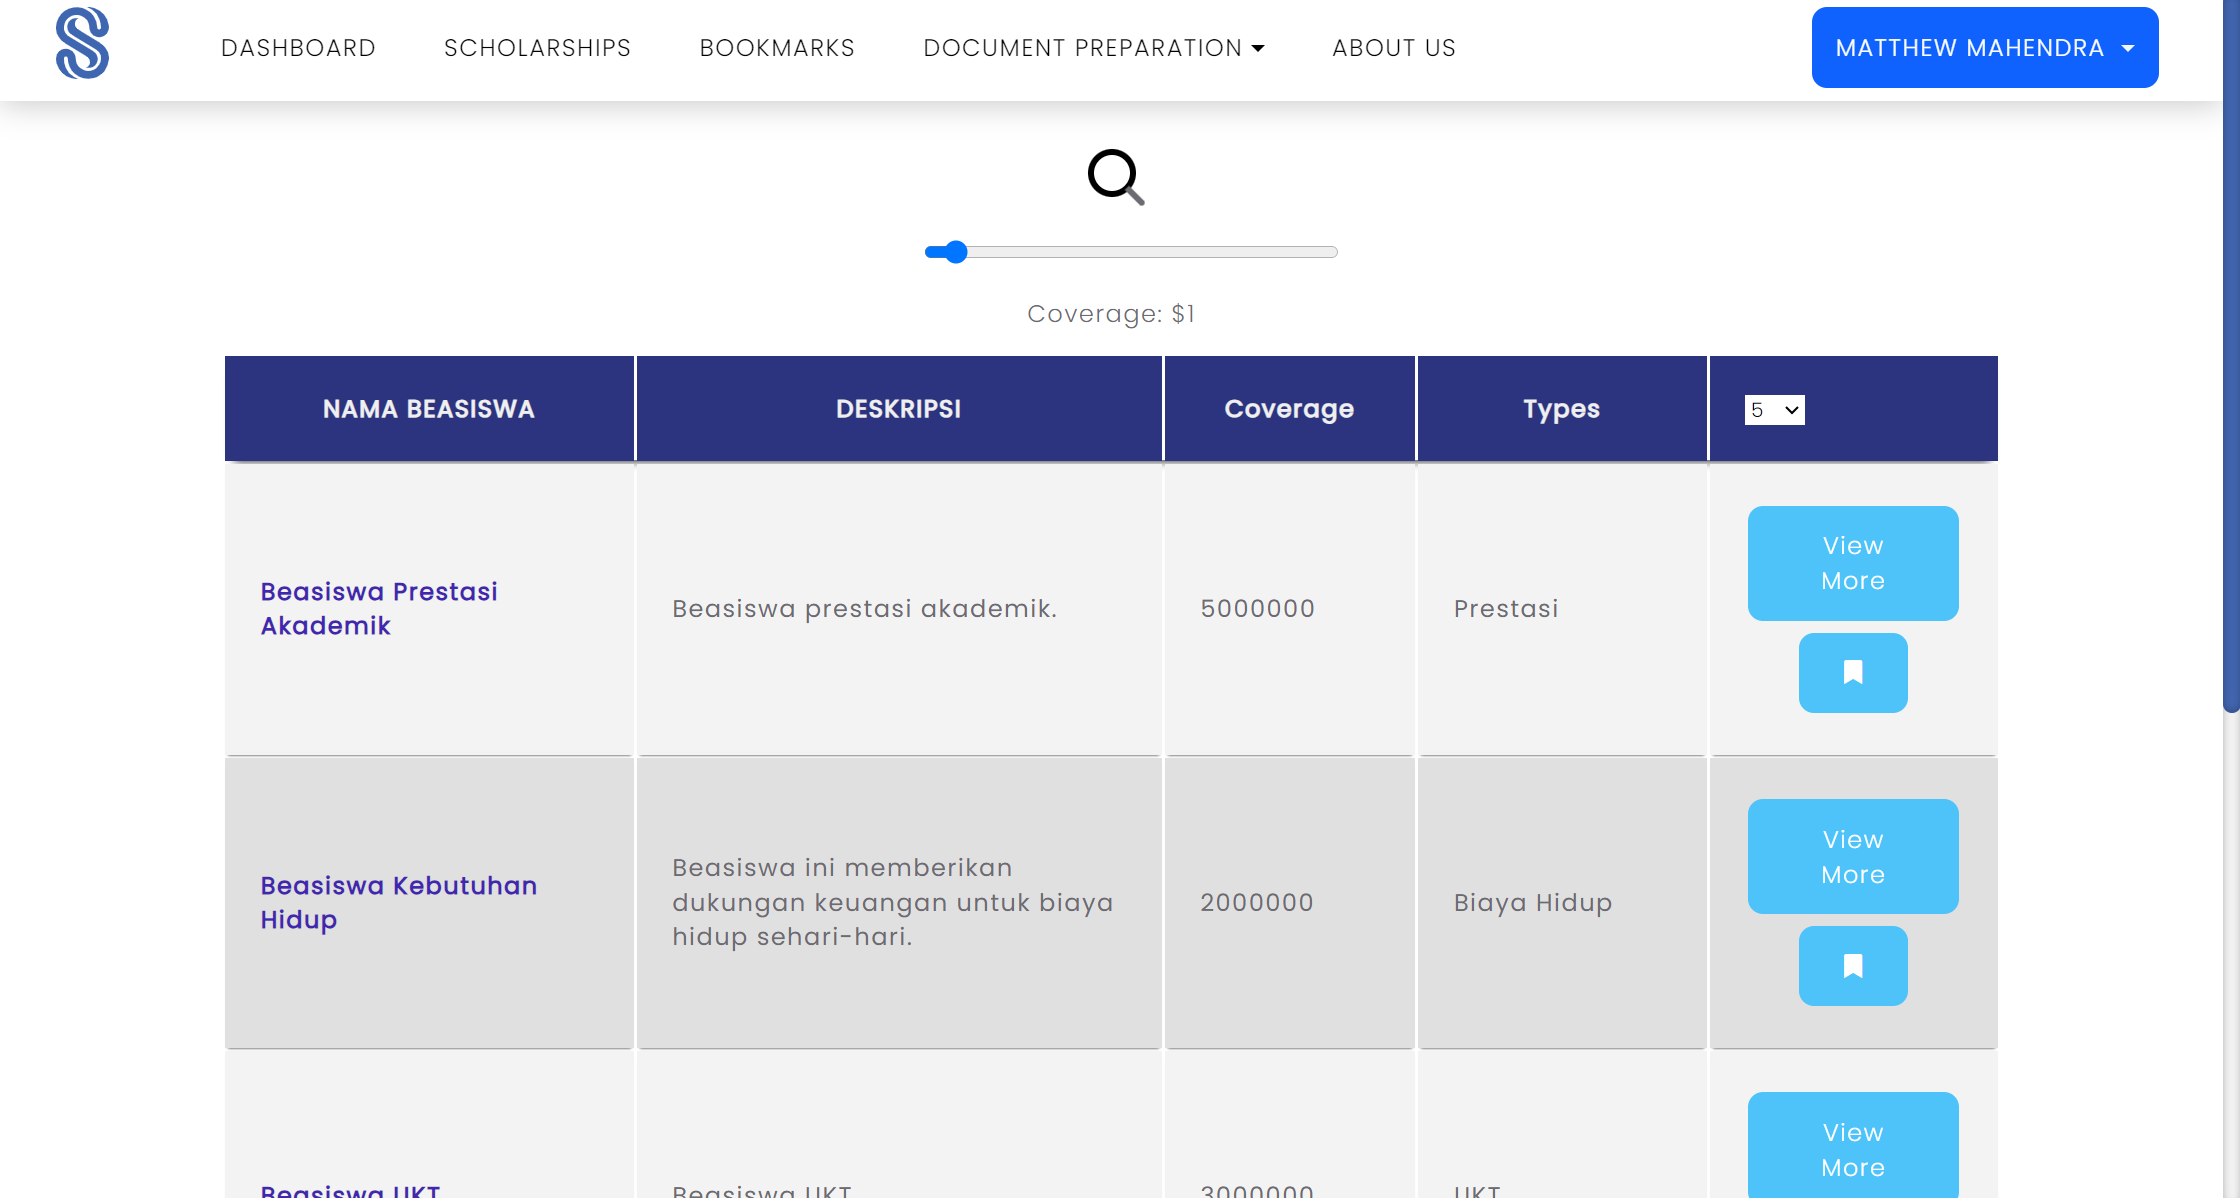 DASHBOARD SCHOLARSHIPS BOOKMARKS DOCUMENT PREPARATION ABOUT US MATTHEW MAHENDRA
Coverage: $1
NAMA BEASISWA DESKRIPSI Coverage Types 5
Beasiswa Prestasi
Akademik
Beasiswa prestasi akademik.
5000000
Prestasi
View
More
Beasiswa Kebutuhan
Hidup
Beasiswa ini memberikan
dukungan keuangan untuk biaya
hidup sehari-hari.
2000000
Biaya Hidup
View
More
Beasiswa UKT
Beasiswa UKT
3000000
UKT
View
More